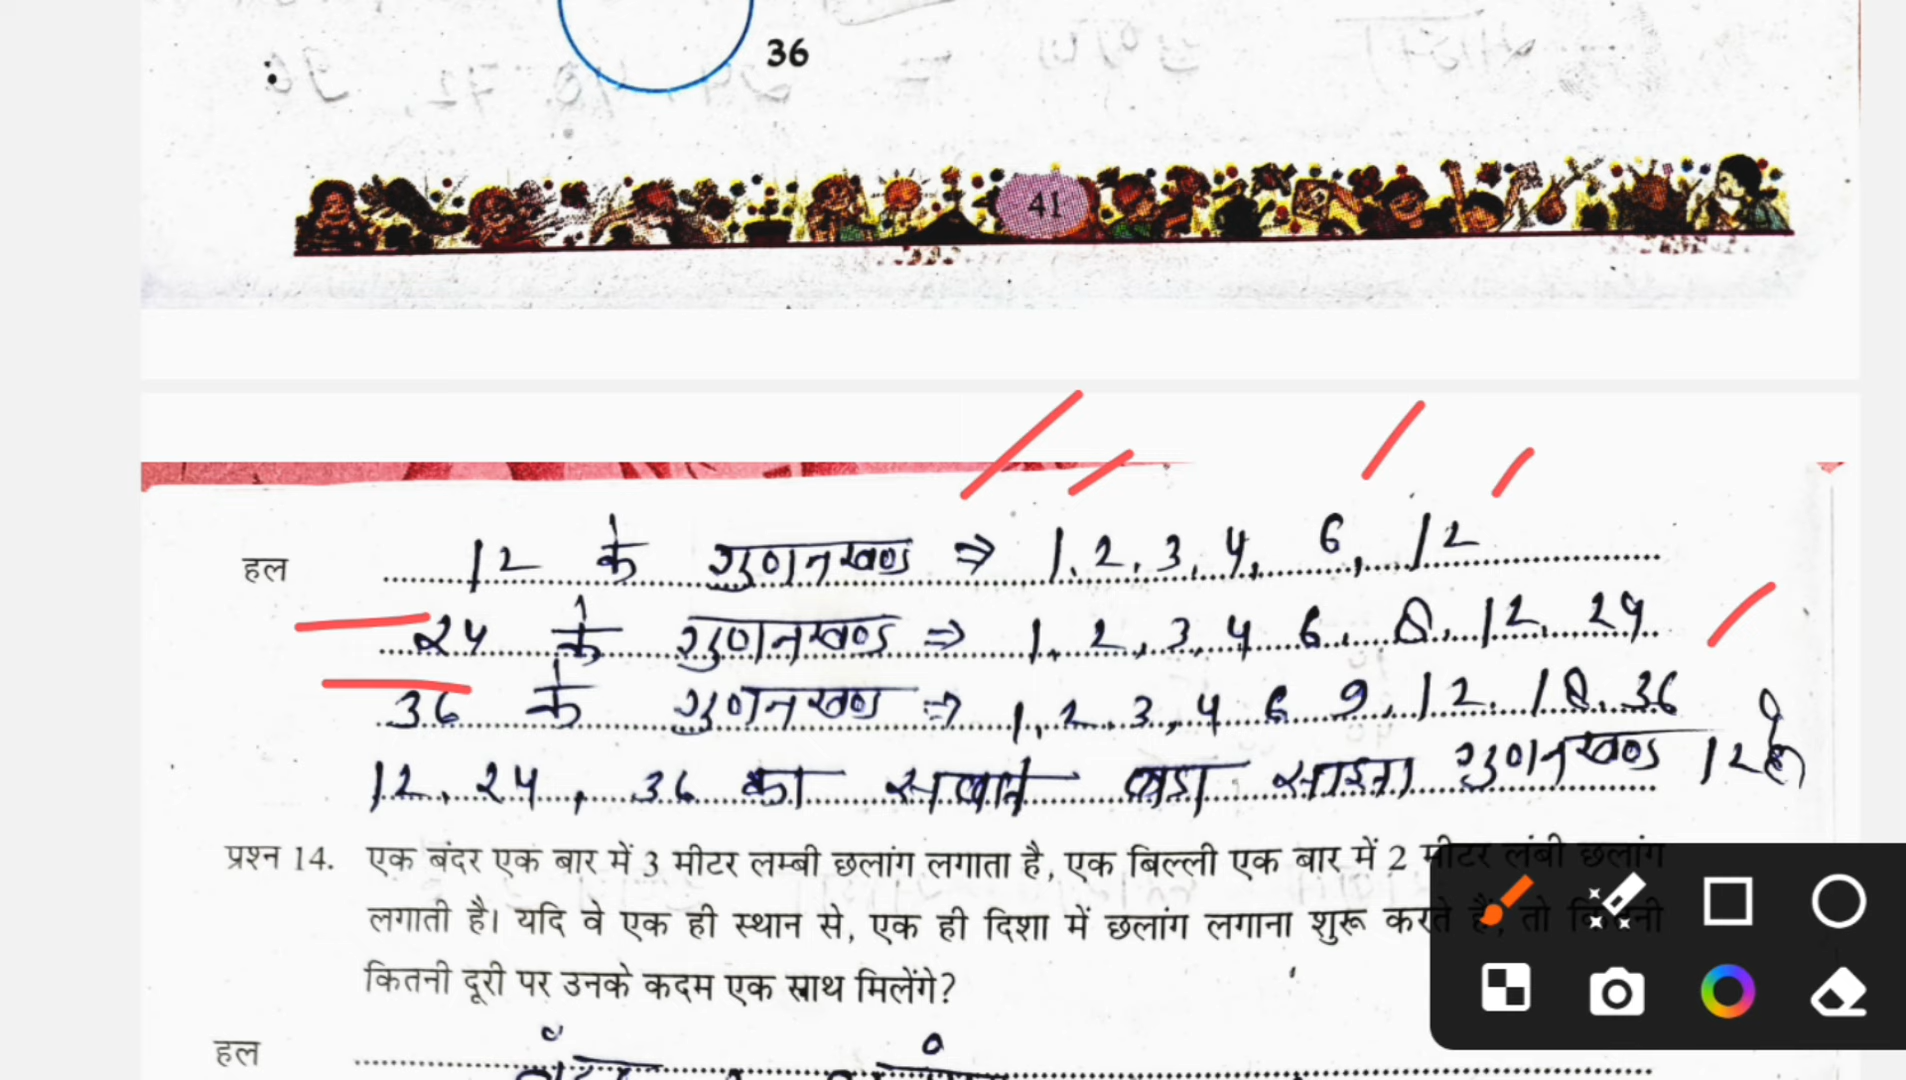 36
41
हल 12 के गुणनखण्ड ⇒ 1, 2, 3, 4, 6, 12
24 के गुणनखण्ड ⇒ 1, 2, 3, 4 6, 8, 12, 24
36 के गुणनखण्ड ⇒ 1, 2, 3, 4 6 9, 12, 18, 36
12, 24, 36 का बड़ा साझा गुणनखण्ड 12 है
प्रश्न 14. एक बंदर एक बार में 3 मीटर लम्बी छलांग लगाता है, एक बिल्ली एक बार में 2 मीटर लंबी छलांग
लगाती है। यदि वे एक ही स्थान से, एक ही दिशा में छलांग लगाना शुरू करते हैं, तो कितनी
कितनी दूरी पर उनके कदम एक साथ मिलेंगे?
हल